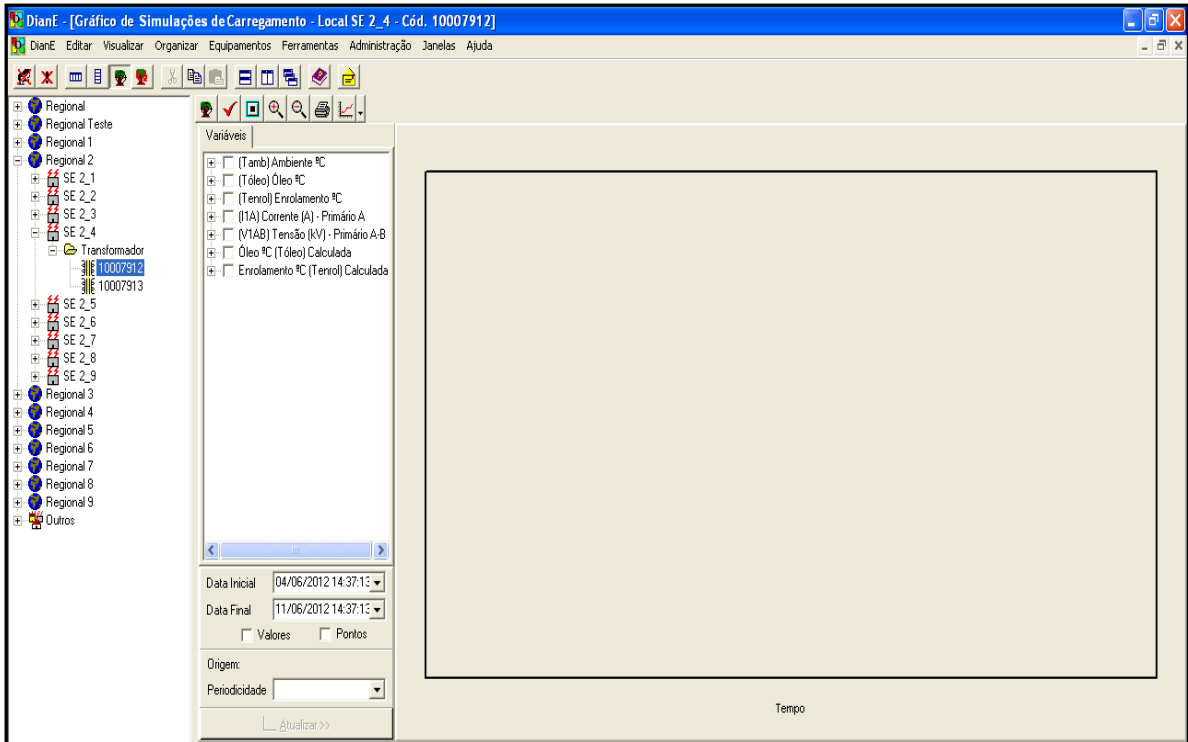 DianE - [Gráfico de Simulações de Carregamento - Local SE 2_4 - Cód. 10007912]
DianE Editar Visualizar Organizar Equipamentos Ferramentas Administração Janelas Ajuda
Regional
Regional Teste
Regional 1
Regional 2
SE 2_1
SE 2_2
SE 2_3
SE 2_4
Transformador
10007912
10007913
SE 2_5
SE 2_6
SE 2_7
SE 2_8
SE 2_9
Regional 3
Regional 4
Regional 5
Regional 6
Regional 7
Regional 8
Regional 9
Outros
Variáveis
(Tamb) Ambiente ºC
(Tóleo) Óleo ºC
(Tenrol) Enrolamento ºC
(I1A) Corrente (A) - Primário A
(V1AB) Tensão (kV) - Primário A-B
Óleo ºC (Tóleo) Calculada
Enrolamento ºC (Tenrol) Calculada
Data Inicial 04/06/2012 14:37:13
Data Final 11/06/2012 14:37:13
Valores Pontos
Origem:
Periodicidade
Atualizar >>
Tempo